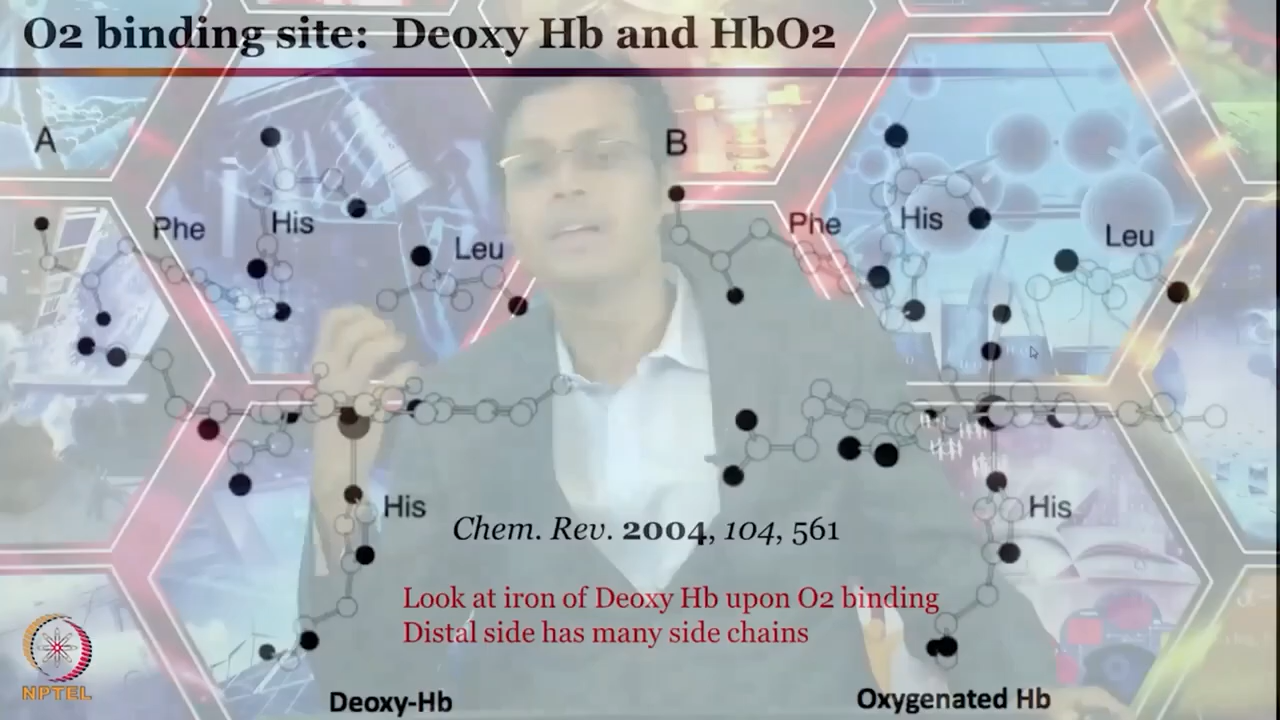 O2 binding site: Deoxy Hb and HbO2
A
B
Phe
His
Leu
Phe
His
Leu
His
His
Chem. Rev. 2004, 104, 561
Look at iron of Deoxy Hb upon O2 binding
Distal side has many side chains
NPTEL
Deoxy-Hb
Oxygenated Hb